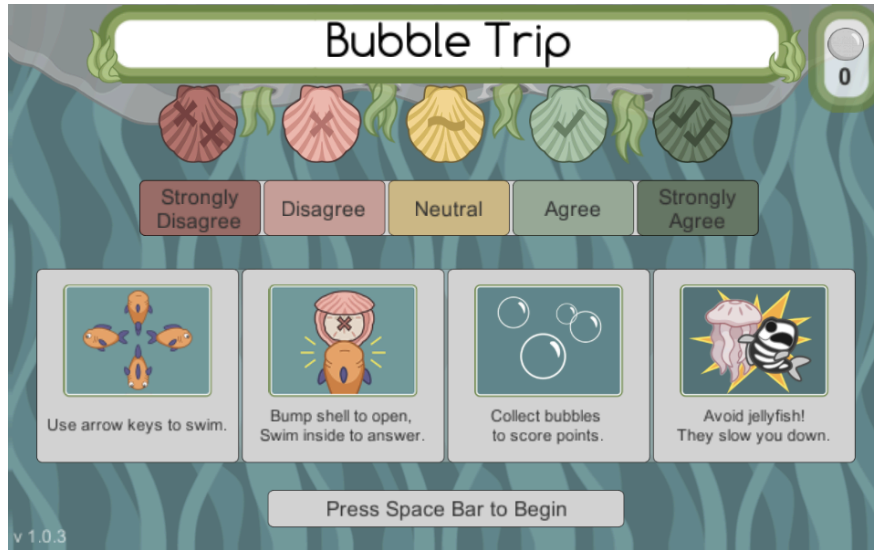 Bubble Trip
0
Strongly
Disagree
Disagree
Neutral
Agree
Strongly
Agree
Use arrow keys to swim.
Bump shell to open,
Swim inside to answer.
Collect bubbles
to score points.
Avoid jellyfish!
They slow you down.
Press Space Bar to Begin
v 1.0.3